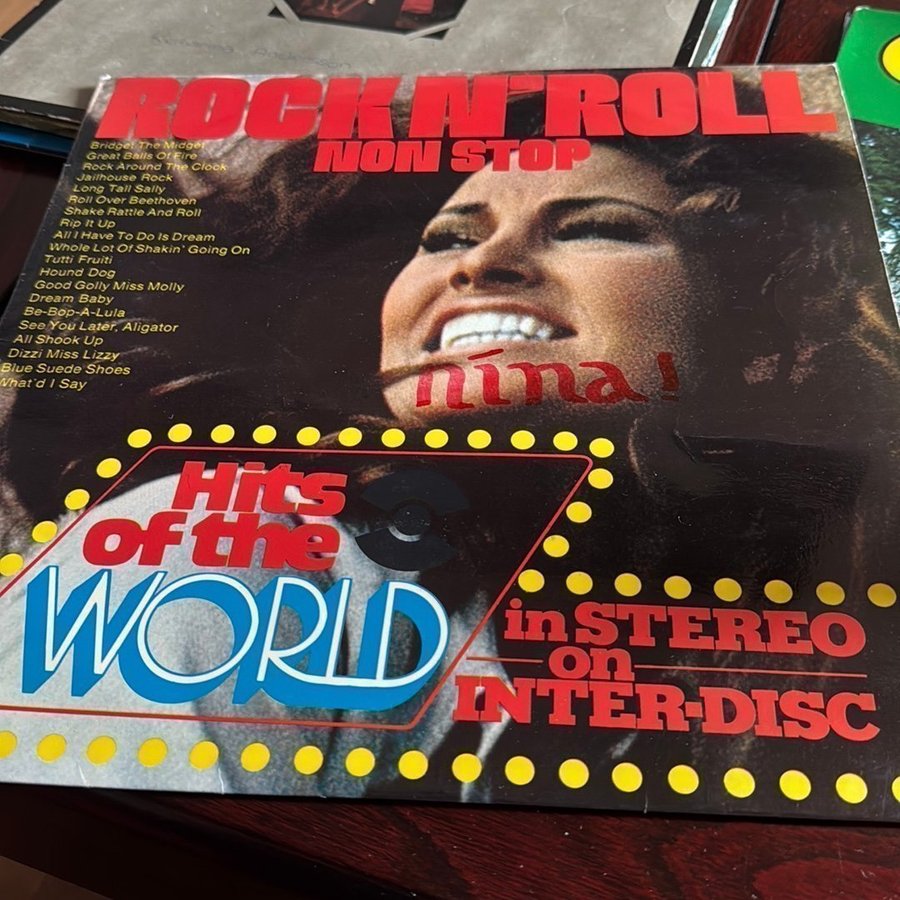 ROCK N'ROLL
NON STOP
Bridget The Midget
Great Balls Of Fire
Rock Around The Clock
Jailhouse Rock
Long Tall Sally
Roll Over Beethoven
Shake Rattle And Roll
Rip It Up
All I Have To Do Is Dream
Whole Lot Of Shakin' Going On
Tutti Fruiti
Hound Dog
Good Golly Miss Molly
Dream Baby
Be-Bop-A-Lula
See You Later, Aligator
All Shook Up
Dizzi Miss Lizzy
Blue Suede Shoes
What'd I Say
nína!
Hits
of the
WORLD
in STEREO
on
INTER-DISC